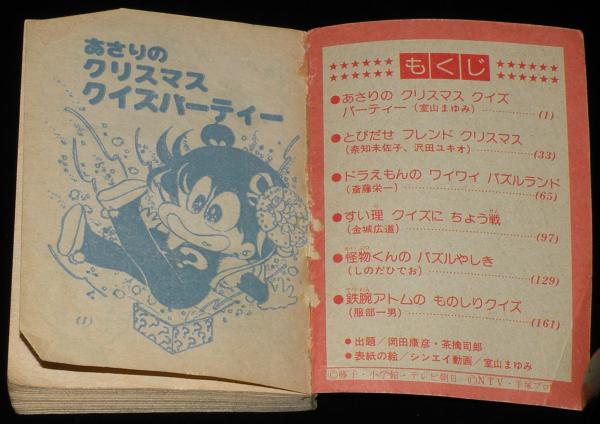 あさりの
クリスマス
クイズパーティー
(1)
もくじ
●あさりの クリスマス クイズ
パーティー（室山まゆみ）…………(1)
●とびだせ フレンド クリスマス
（奈知未佐子、沢田ユキオ）…………(33)
●ドラえもんの ワイワイ パズルランド
（斎藤栄一）…………(65)
●すい理 クイズに ちょう戦
（金城広道）…………(97)
●怪物くんの パズルやしき
（しのだひでお）…………(129)
●鉄腕アトムの ものしりクイズ
（服部一男）…………(161)
●出題／岡田康彦・茶摘司郎
●表紙の絵／シンエイ動画／室山まゆみ
©藤子・小学館・テレビ朝日 ©NTV・手塚プロ